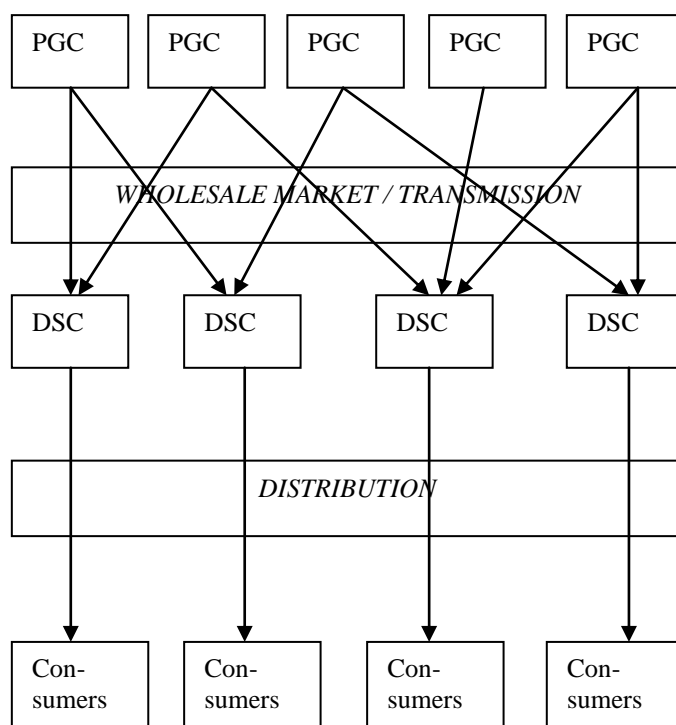 PGC PGC PGC PGC PGC
WHOLESALE MARKET / TRANSMISSION
DSC DSC DSC DSC
DISTRIBUTION
Con- Con- Con- Con-
sumers sumers sumers sumers